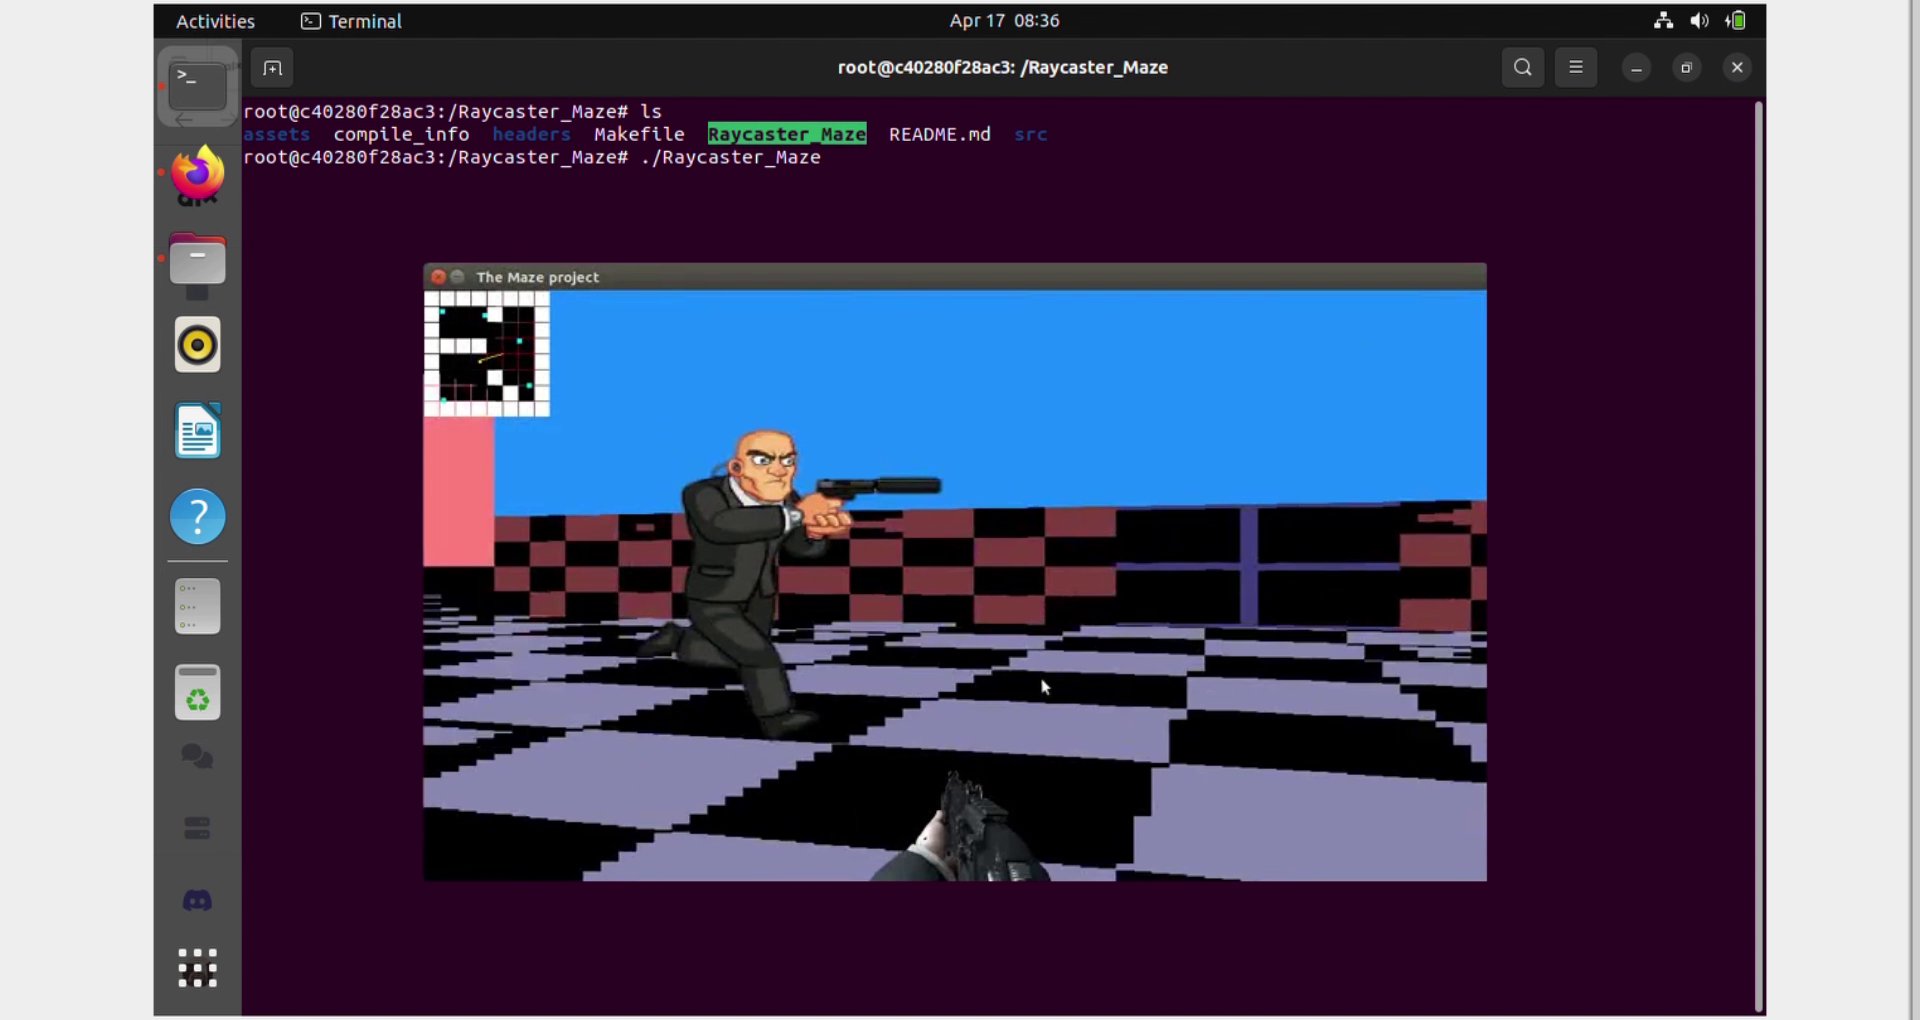 Activities Terminal Apr 17 08:36
root@c40280f28ac3: /Raycaster_Maze
root@c40280f28ac3:/Raycaster_Maze# ls
assets compile_info headers Makefile Raycaster_Maze README.md src
root@c40280f28ac3:/Raycaster_Maze# ./Raycaster_Maze
The Maze project